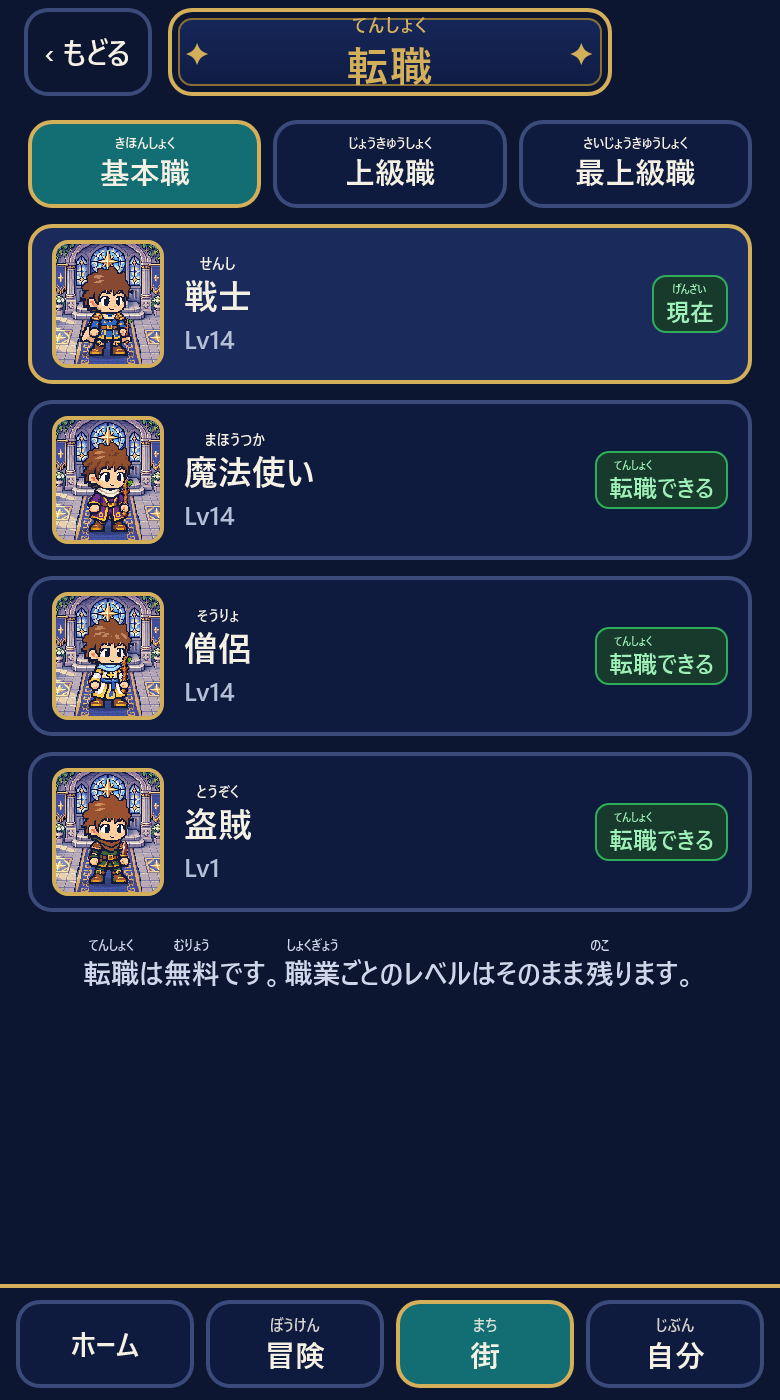 ‹ もどる
てんしょく
転職
きほんしょく
基本職
じょうきゅうしょく
上級職
さいじょうきゅうしょく
最上級職
せんし
戦士
Lv14
げんざい
現在
まほうつか
魔法使い
Lv14
てんしょく
転職できる
そうりょ
僧侶
Lv14
てんしょく
転職できる
とうぞく
盗賊
Lv1
てんしょく
転職できる
てんしょく むりょう しょくぎょう のこ
転職は無料です。職業ごとのレベルはそのまま残ります。
ホーム
ぼうけん
冒険
まち
街
じぶん
自分